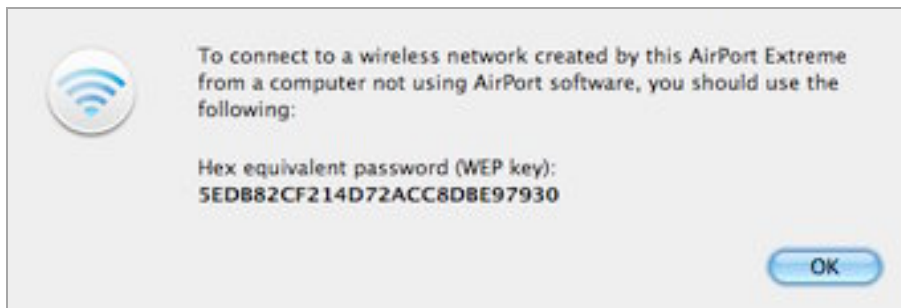 To connect to a wireless network created by this AirPort Extreme
from a computer not using AirPort software, you should use the
following:
Hex equivalent password (WEP key):
5EDB82CF214D72ACC8DBE97930
OK